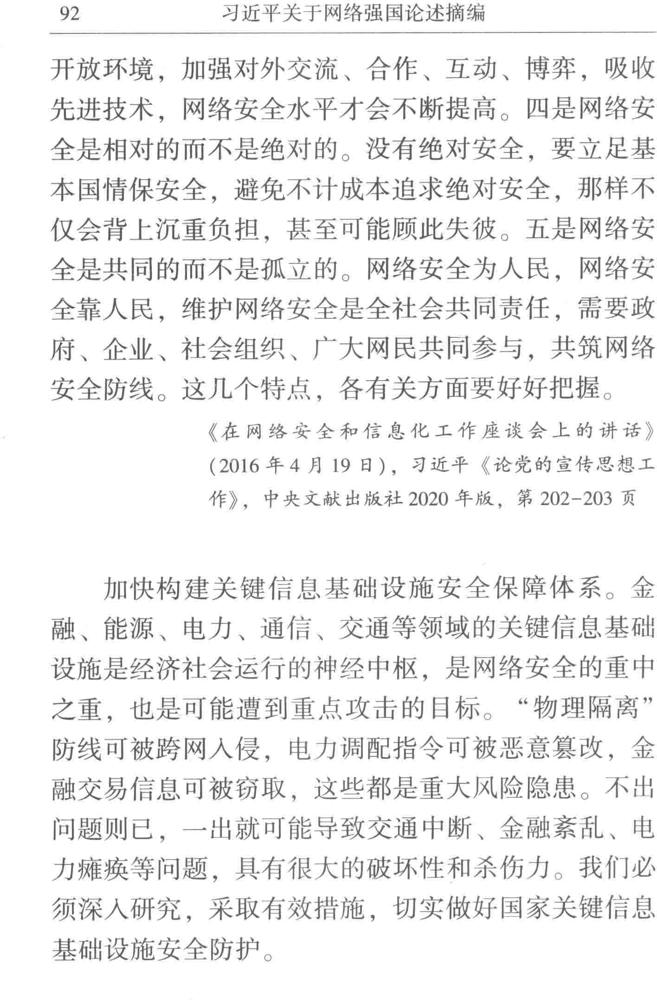 92
习近平关于网络强国论述摘编
开放环境，加强对外交流、合作、互动、博弈，吸收
先进技术，网络安全水平才会不断提高。四是网络安
全是相对的而不是绝对的。没有绝对安全，要立足基
本国情保安全，避免不计成本追求绝对安全，那样不
仅会背上沉重负担，甚至可能顾此失彼。五是网络安
全是共同的而不是孤立的。网络安全为人民，网络安
全靠人民，维护网络安全是全社会共同责任，需要政
府、企业、社会组织、广大网民共同参与，共筑网络
安全防线。这几个特点，各有关方面要好好把握。
《在网络安全和信息化工作座谈会上的讲话》
(2016 年 4 月 19 日)，习近平《论党的宣传思想工
作》，中央文献出版社 2020 年版，第 202-203 页
加快构建关键信息基础设施安全保障体系。金
融、能源、电力、通信、交通等领域的关键信息基础
设施是经济社会运行的神经中枢，是网络安全的重中
之重，也是可能遭到重点攻击的目标。“物理隔离”
防线可被跨网入侵，电力调配指令可被恶意篡改，金
融交易信息可被窃取，这些都是重大风险隐患。不出
问题则已，一出就可能导致交通中断、金融紊乱、电
力瘫痪等问题，具有很大的破坏性和杀伤力。我们必
须深入研究，采取有效措施，切实做好国家关键信息
基础设施安全防护。